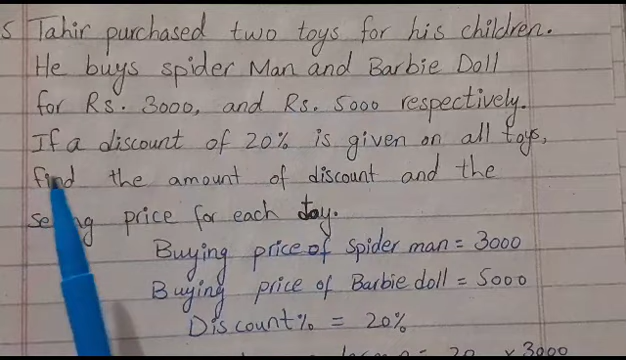 5 Tahir purchased two toys for his children.
He buys spider Man and Barbie Doll
for Rs. 3000, and Rs. 5000 respectively.
If a discount of 20% is given on all toys,
find the amount of discount and the
price for each toy.
Buying price of spider man = 3000
Buying price of Barbie doll = 5000
Discount% = 20%
= 20 x 3000